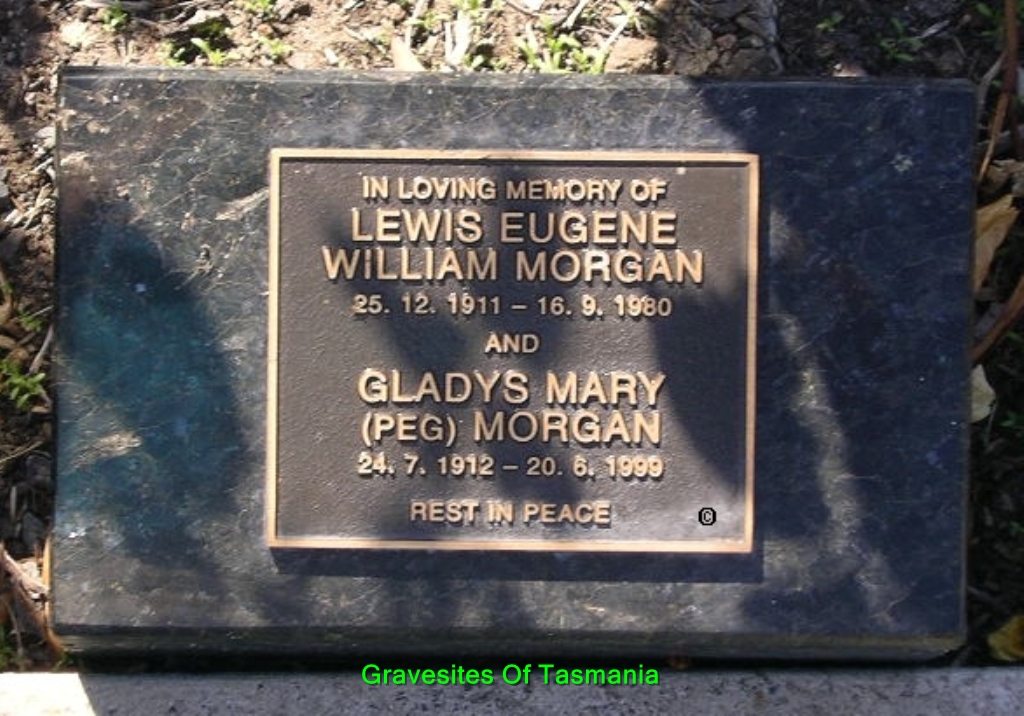 IN LOVING MEMORY OF
LEWIS EUGENE
WILLIAM MORGAN
25. 12. 1911 – 16. 9. 1980
AND
GLADYS MARY
(PEG) MORGAN
24. 7. 1912 – 20. 6. 1999
REST IN PEACE
©
Gravesites Of Tasmania